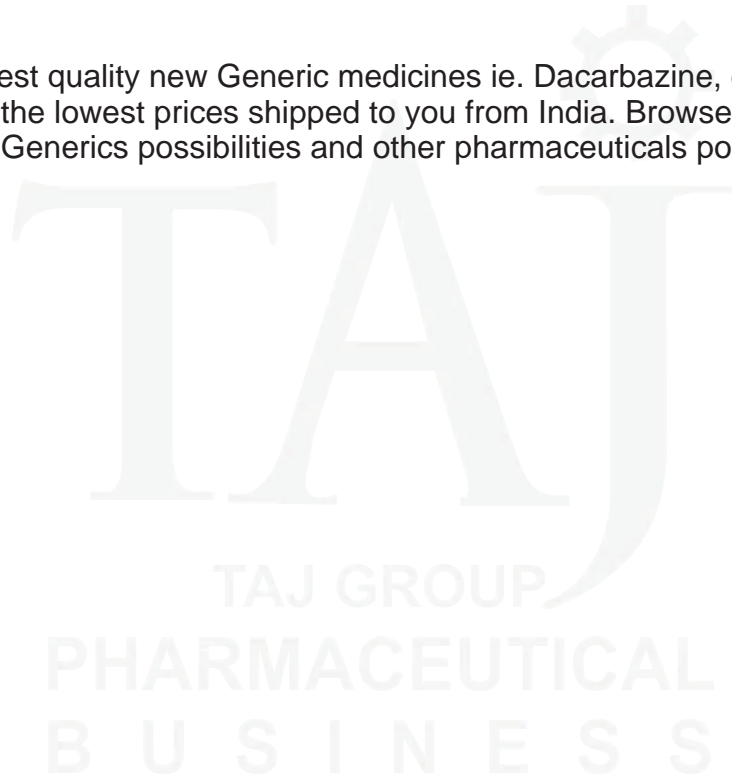 est quality new Generic medicines ie. Dacarbazine,
the lowest prices shipped to you from India. Browse
Generics possibilities and other pharmaceuticals po
TAJ
TAJ GROUP
PHARMACEUTICAL
BUSINESS